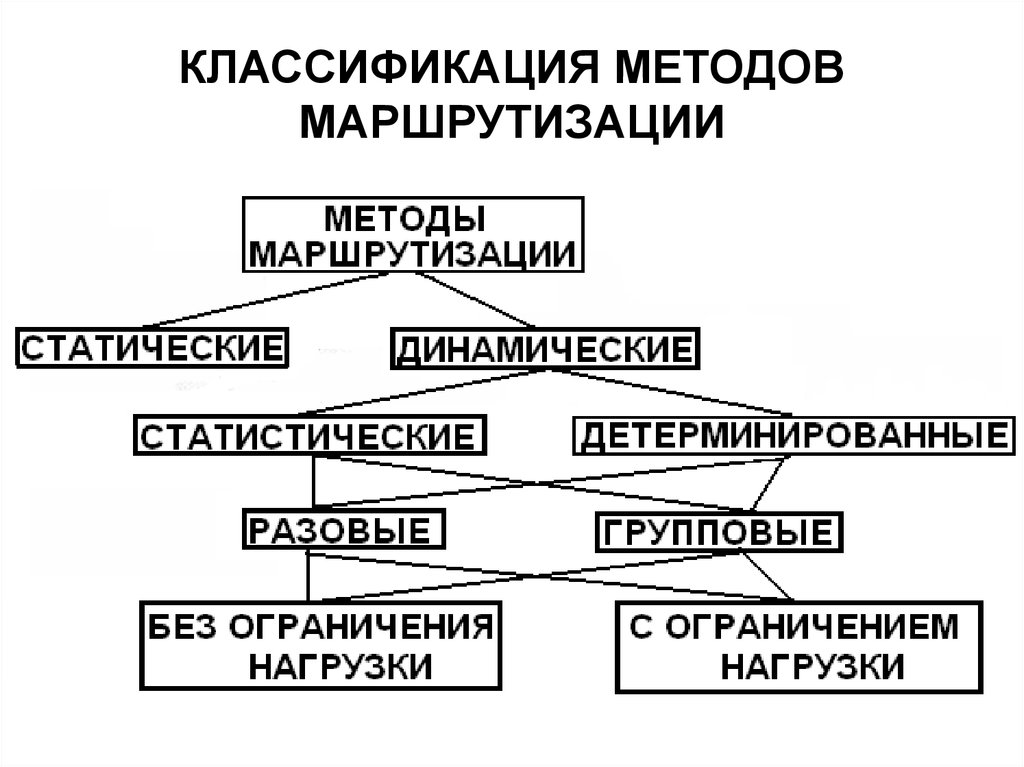 КЛАССИФИКАЦИЯ МЕТОДОВ
МАРШРУТИЗАЦИИ
МЕТОДЫ
МАРШРУТИЗАЦИИ
СТАТИЧЕСКИЕ
ДИНАМИЧЕСКИЕ
СТАТИСТИЧЕСКИЕ
ДЕТЕРМИНИРОВАННЫЕ
РАЗОВЫЕ
ГРУППОВЫЕ
БЕЗ ОГРАНИЧЕНИЯ
НАГРУЗКИ
С ОГРАНИЧЕНИЕМ
НАГРУЗКИ